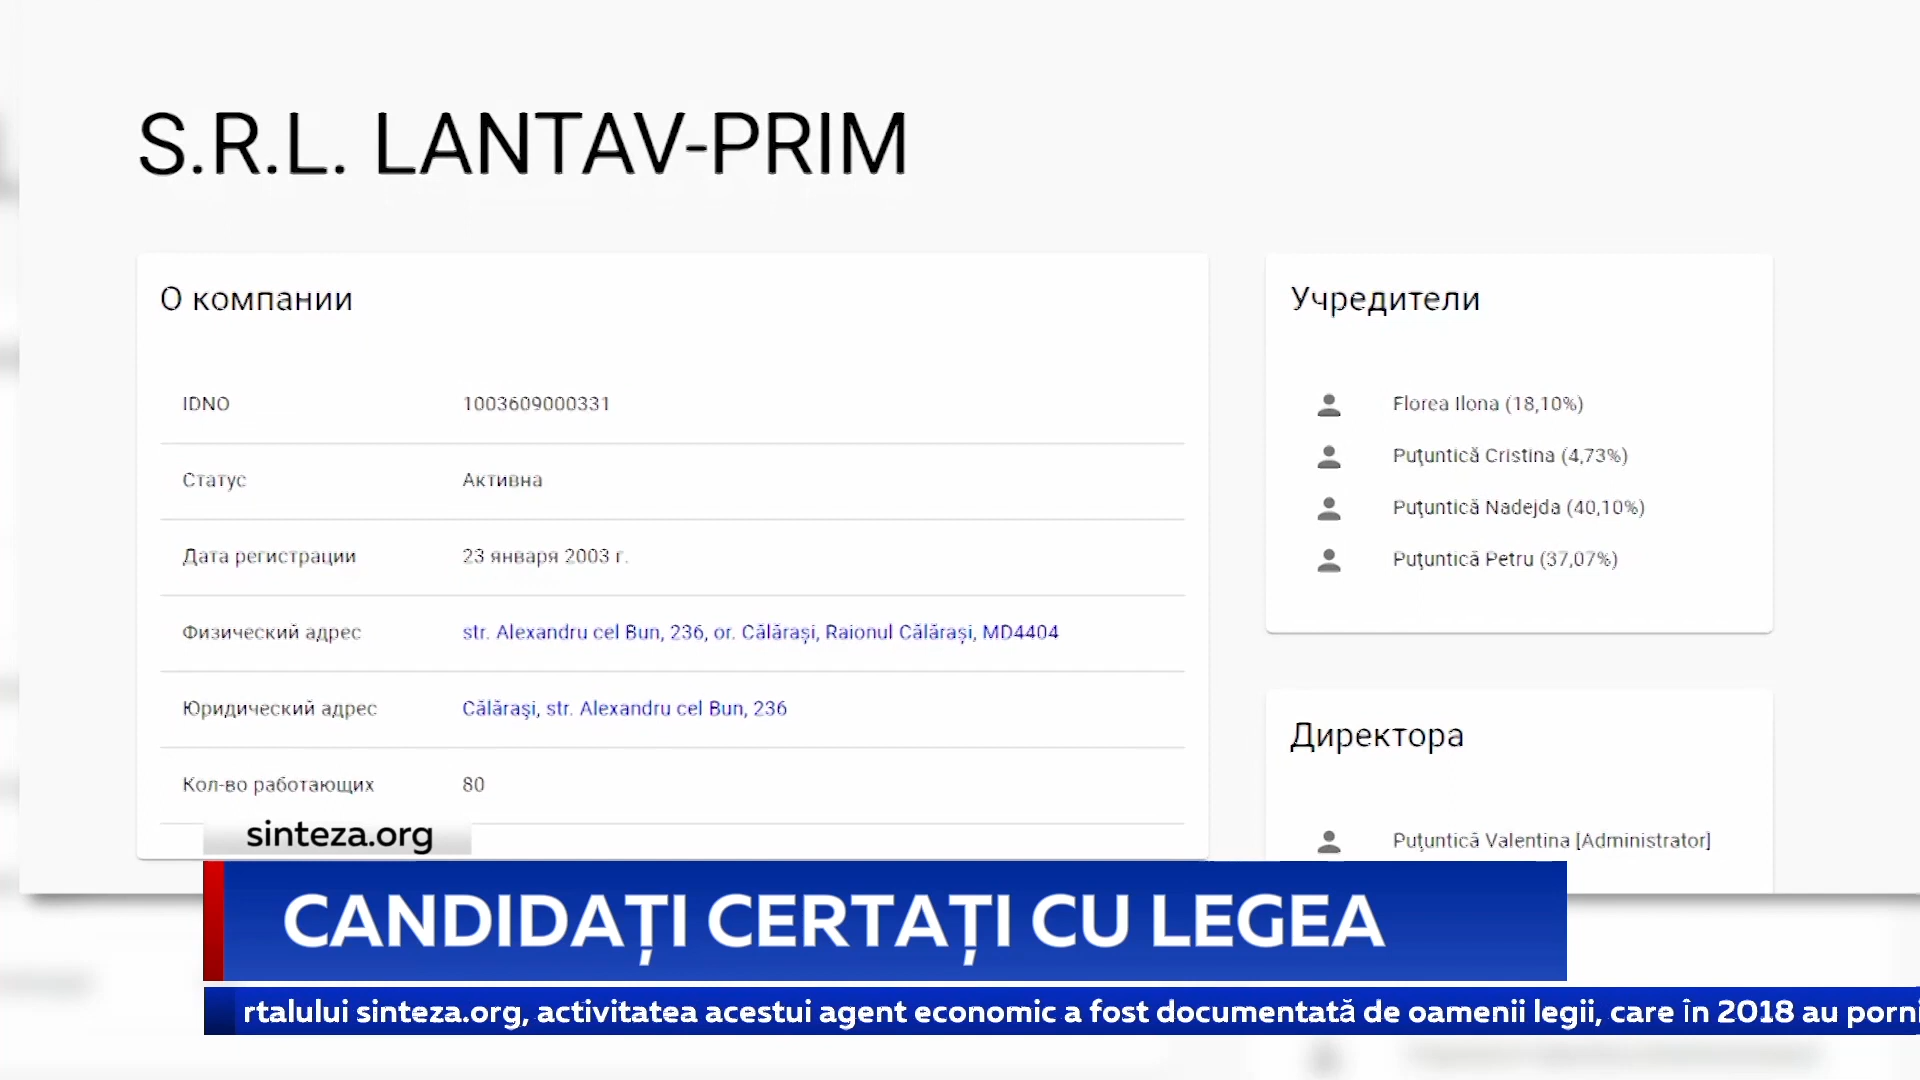 S.R.L. LANTAV-PRIM
О компании
IDNO 1003609000331
Статус Активна
Дата регистрации 23 января 2003 г.
Физический адрес str. Alexandru cel Bun, 236, or. Călărași, Raionul Călărași, MD4404
Юридический адрес Călăraşi, str. Alexandru cel Bun, 236
Кол-во работающих 80
Учредители
Florea Ilona (18,10%)
Puţuntică Cristina (4,73%)
Puţuntică Nadejda (40,10%)
Puţuntică Petru (37,07%)
Директора
Puţuntică Valentina [Administrator]
sinteza.org
CANDIDAȚI CERTAȚI CU LEGEA
rtalului sinteza.org, activitatea acestui agent economic a fost documentată de oamenii legii, care în 2018 au porni